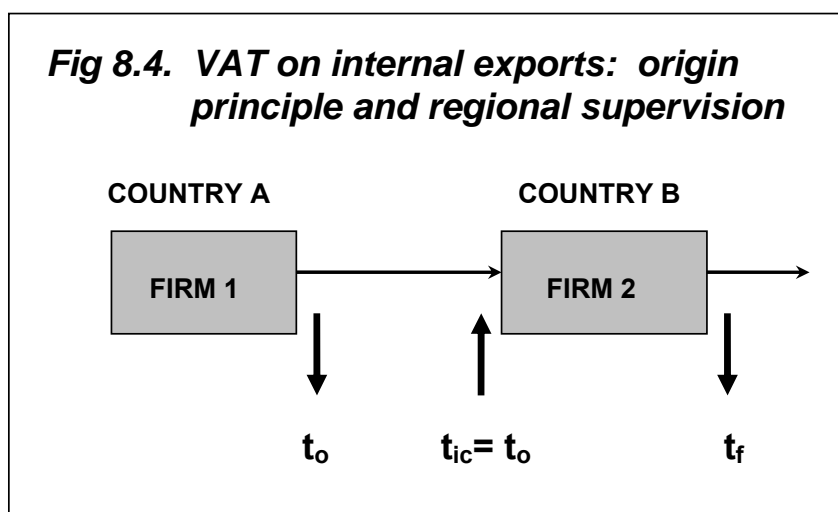 Fig 8.4. VAT on internal exports: origin
principle and regional supervision
COUNTRY A COUNTRY B
FIRM 1 FIRM 2
to tic= to tf